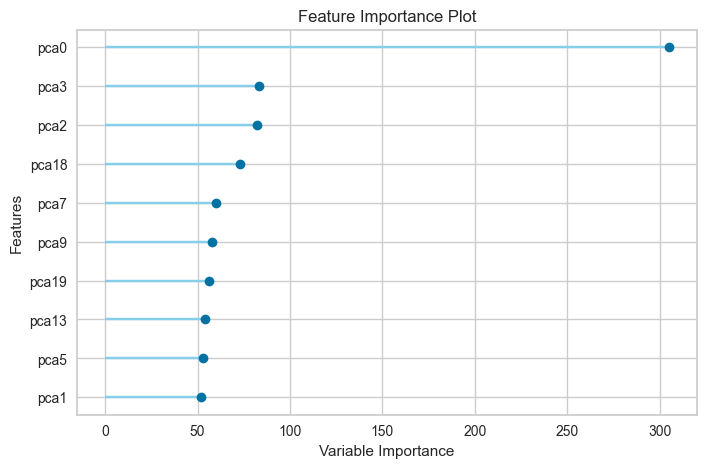 Feature Importance Plot
pca0
pca3
pca2
pca18
pca7
pca9
pca19
pca13
pca5
pca1
Features
0 50 100 150 200 250 300
Variable Importance